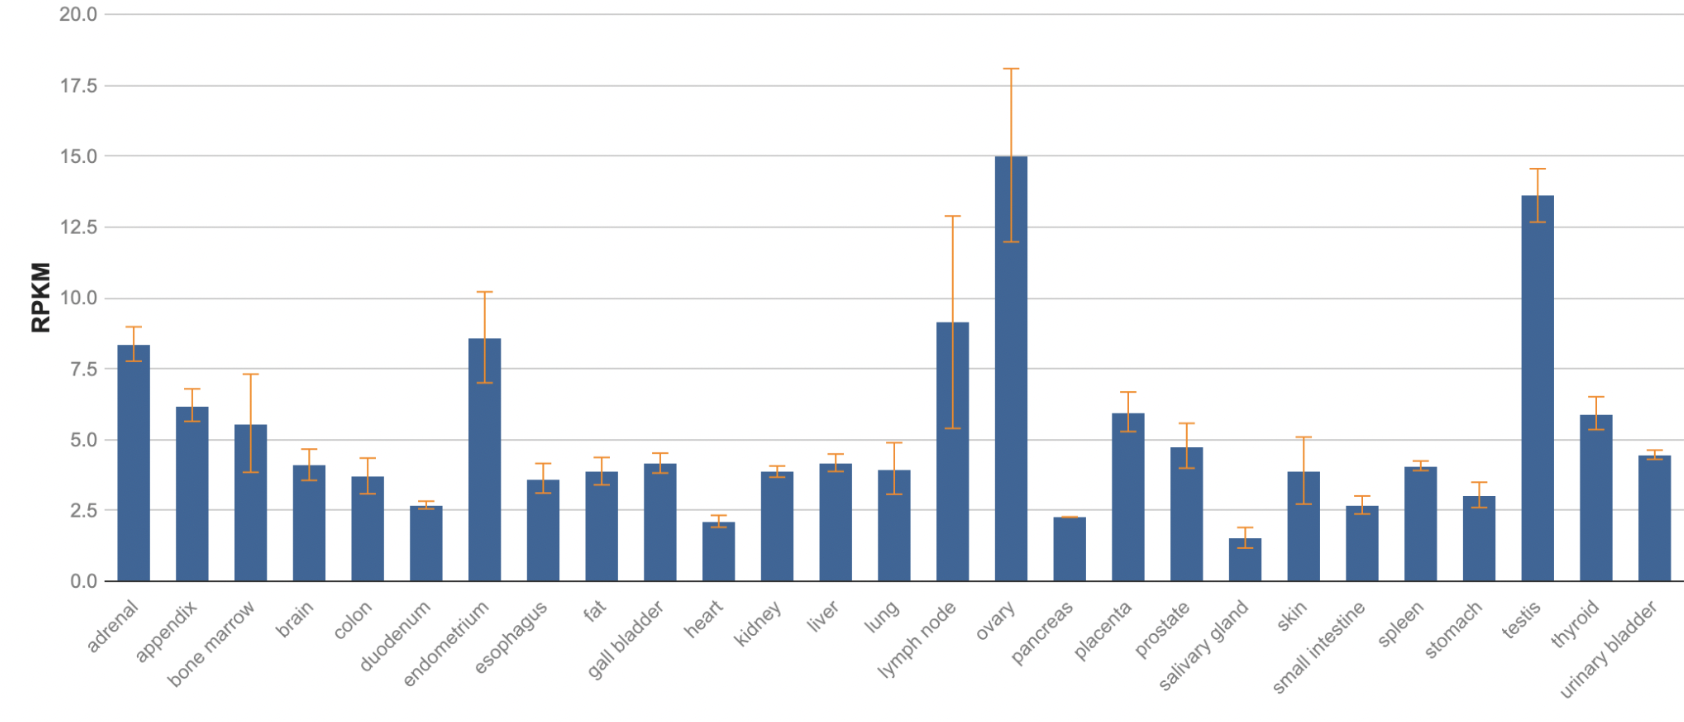 20.0
17.5
15.0
12.5
10.0
7.5
5.0
2.5
0.0
RPKM
adrenal
appendix
bone marrow
brain
colon
duodenum
endometrium
esophagus
fat
gall bladder
heart
kidney
liver
lung
lymph node
ovary
pancreas
placenta
prostate
salivary gland
skin
small intestine
spleen
stomach
testis
thyroid
urinary bladder